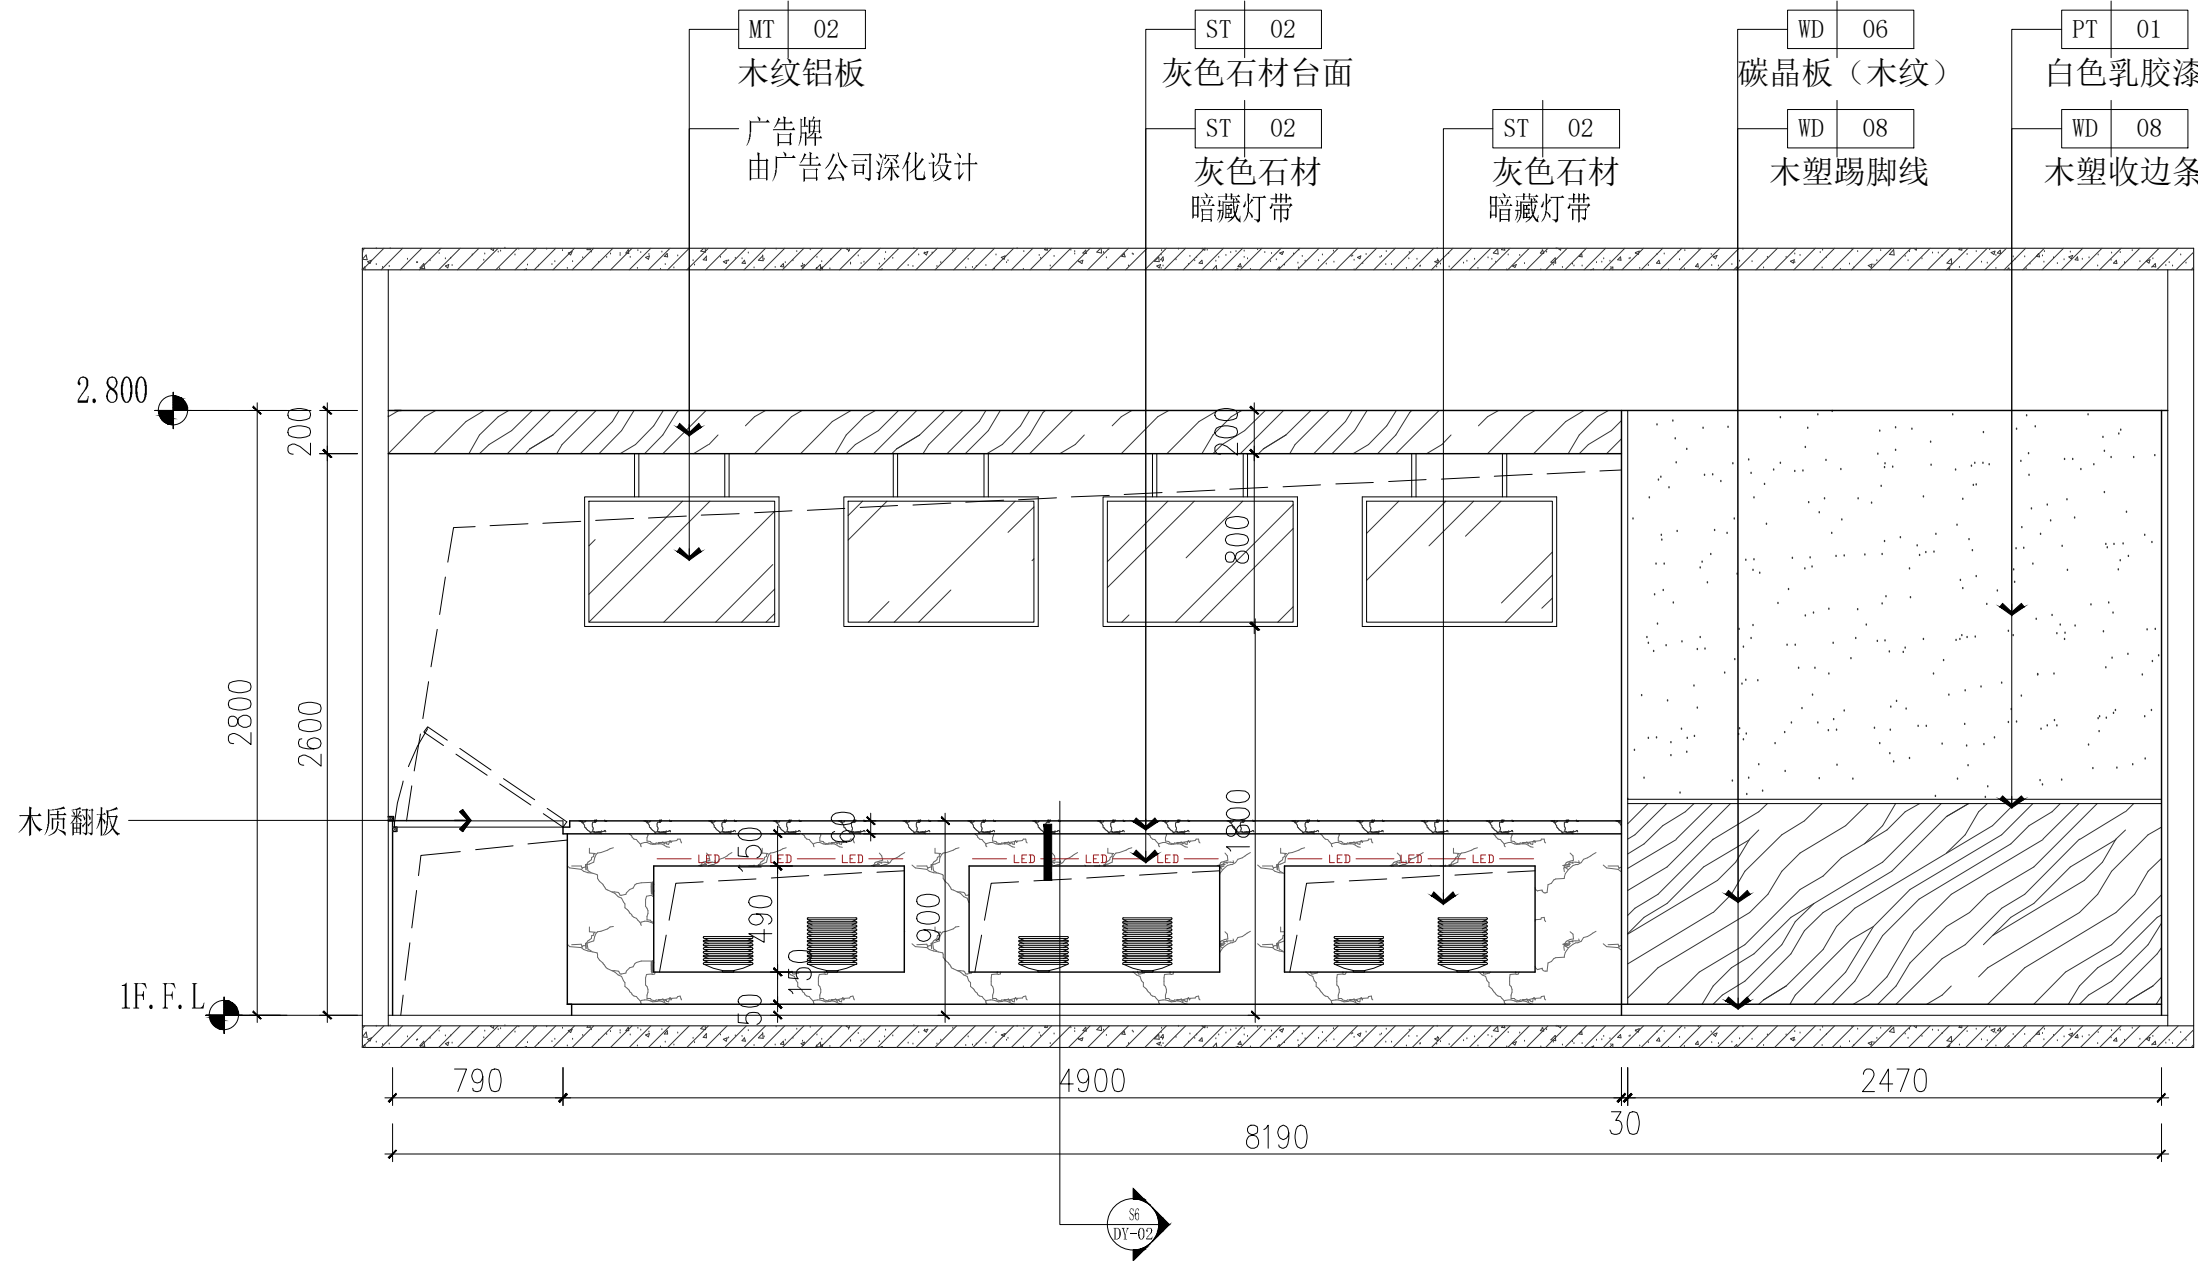 MT 02
木纹铝板
广告牌
由广告公司深化设计
ST 02
灰色石材台面
ST 02
灰色石材
暗藏灯带
ST 02
灰色石材
暗藏灯带
WD 06
碳晶板（木纹）
WD 08
木塑踢脚线
PT 01
白色乳胶漆
WD 08
木塑收边条
2.800
200
200
800
2800
2600
1800
木质翻板
60
150
LED LED LED
LED LED LED
LED LED LED
490
900
150
50
1F.F.L
790
4900
30
2470
8190
S6
DY-02